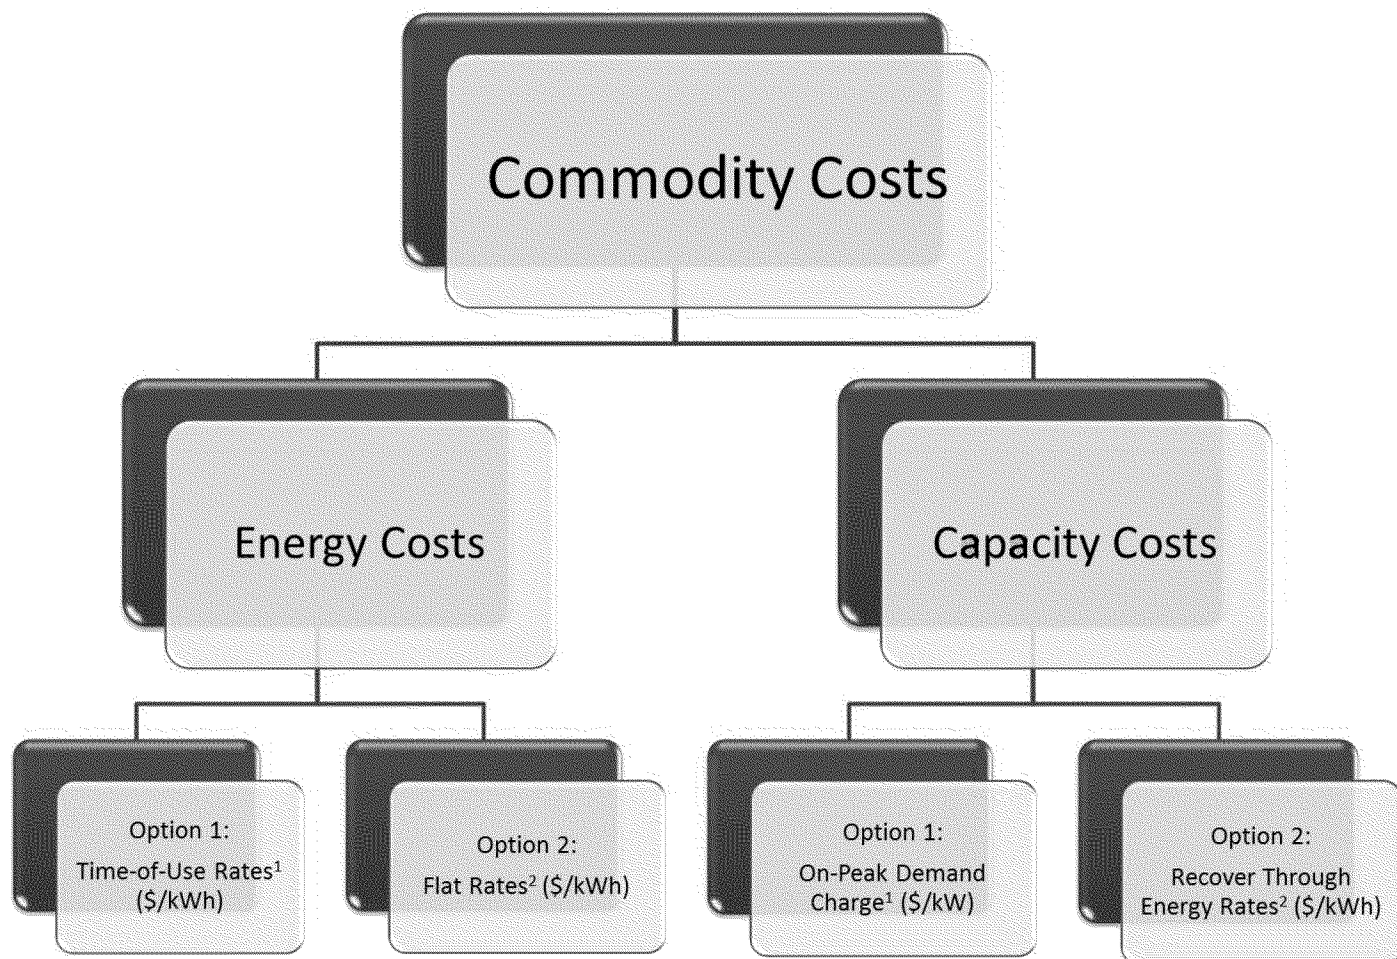 Commodity Costs
Energy Costs
Capacity Costs
Option 1:
Time-of-Use Rates¹
($/kWh)
Option 2:
Flat Rates² ($/kWh)
Option 1:
On-Peak Demand
Charge¹ ($/kW)
Option 2:
Recover Through
Energy Rates² ($/kWh)